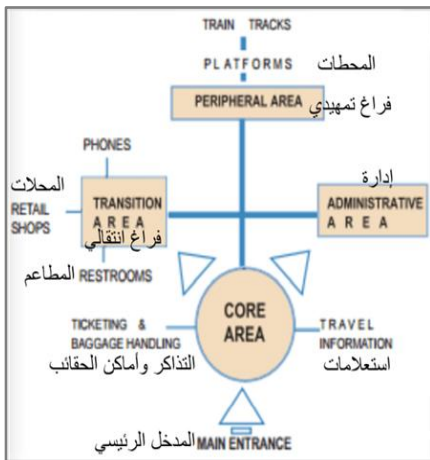 TRAIN TRACKS
PLATFORMS المحطات
PERIPHERAL AREA فراغ تمهيدي
PHONES
المحلات
RETAIL
SHOPS
TRANSITION
AREA
فراغ انتقالي
المطاعم RESTROOMS
إدارة
ADMINISTRATIVE
AREA
CORE
AREA
TICKETING &
BAGGAGE HANDLING
التذاكر وأماكن الحقائب
TRAVEL
INFORMATION
استعلامات
المدخل الرئيسي MAIN ENTRANCE